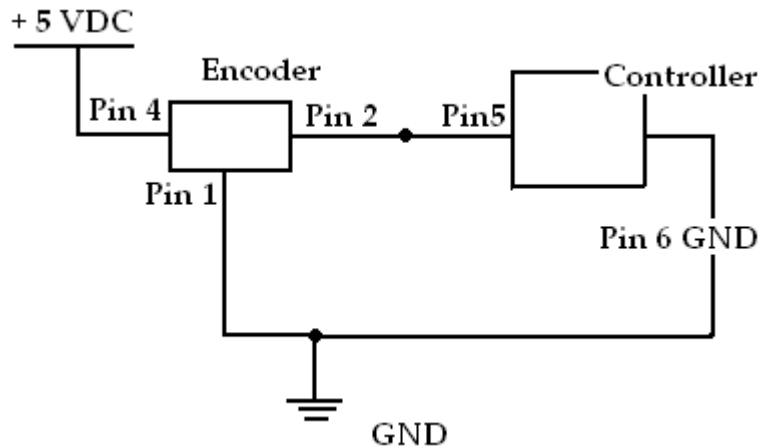 + 5 VDC
Encoder
Controller
Pin 4
Pin 2
Pin5
Pin 1
Pin 6 GND
GND